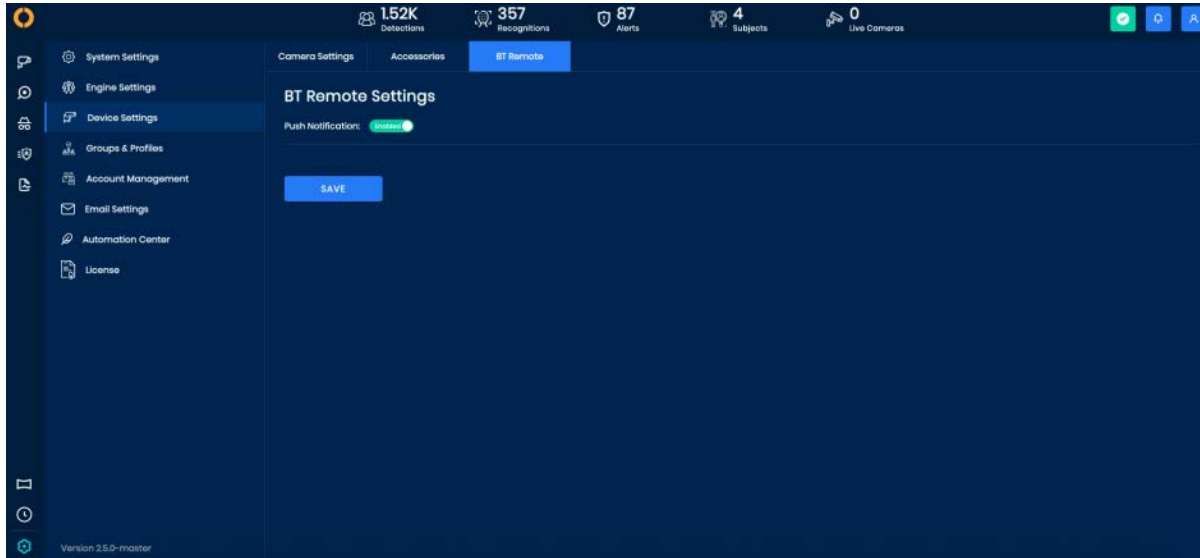 1.52K
Detections
357
Recognitions
87
Alerts
4
Subjects
0
Live Cameras
System Settings
Engine Settings
Device Settings
Groups & Profiles
Account Management
Email Settings
Automation Center
License
Version 2.5.0-master
Camera Settings
Accessories
BT Remote
BT Remote Settings
Push Notification: Enabled
SAVE